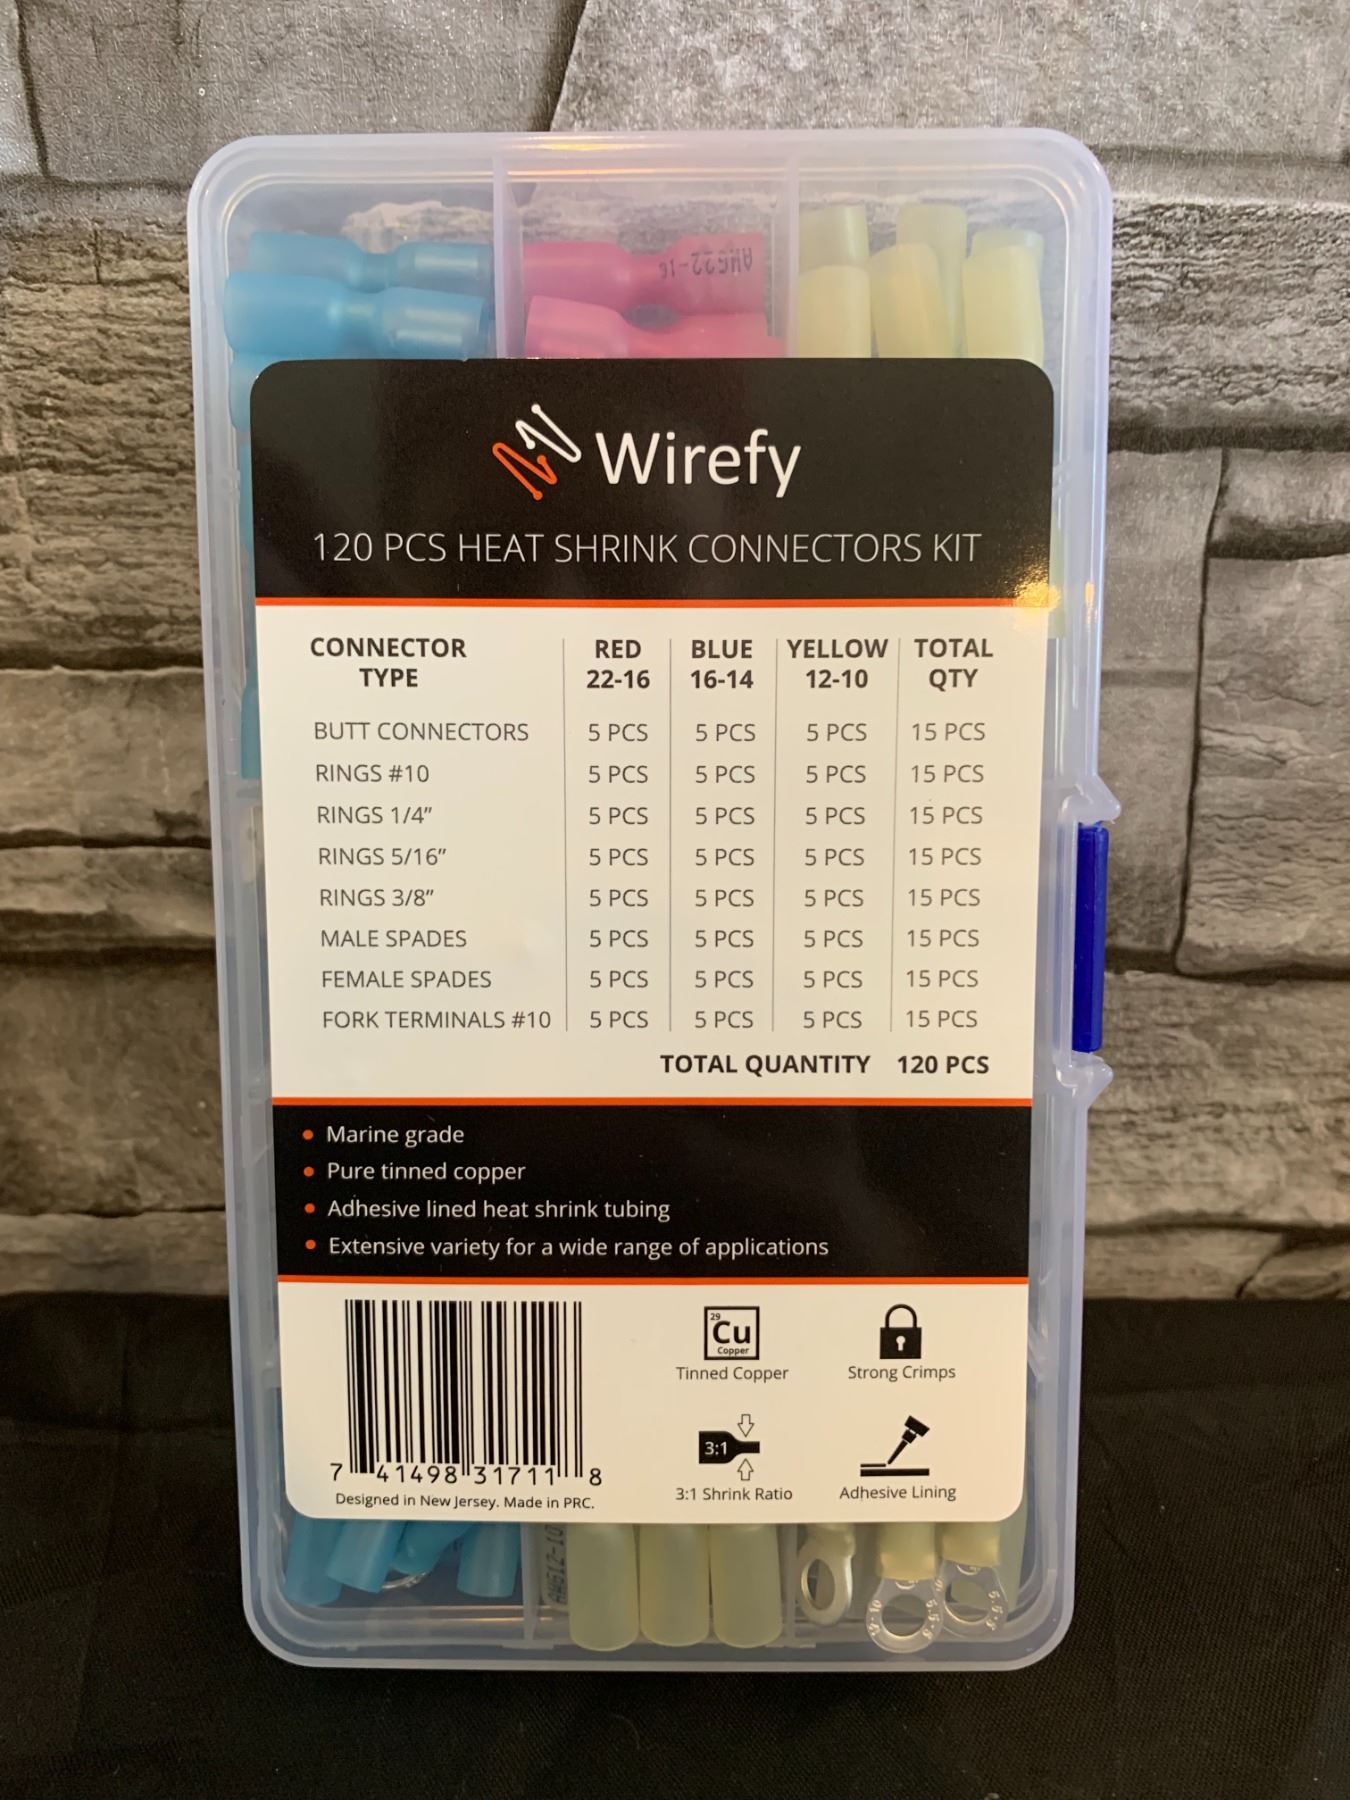 AWG22-16
Wirefy
120 PCS HEAT SHRINK CONNECTORS KIT
CONNECTOR TYPE RED 22-16 BLUE 16-14 YELLOW 12-10 TOTAL QTY
BUTT CONNECTORS 5 PCS 5 PCS 5 PCS 15 PCS
RINGS #10 5 PCS 5 PCS 5 PCS 15 PCS
RINGS 1/4” 5 PCS 5 PCS 5 PCS 15 PCS
RINGS 5/16” 5 PCS 5 PCS 5 PCS 15 PCS
RINGS 3/8” 5 PCS 5 PCS 5 PCS 15 PCS
MALE SPADES 5 PCS 5 PCS 5 PCS 15 PCS
FEMALE SPADES 5 PCS 5 PCS 5 PCS 15 PCS
FORK TERMINALS #10 5 PCS 5 PCS 5 PCS 15 PCS
TOTAL QUANTITY 120 PCS
• Marine grade
• Pure tinned copper
• Adhesive lined heat shrink tubing
• Extensive variety for a wide range of applications
29
Cu
Copper
Tinned Copper
Strong Crimps
3:1
3:1 Shrink Ratio
Adhesive Lining
7 41498 31711 8
Designed in New Jersey. Made in PRC.
AWG12-10